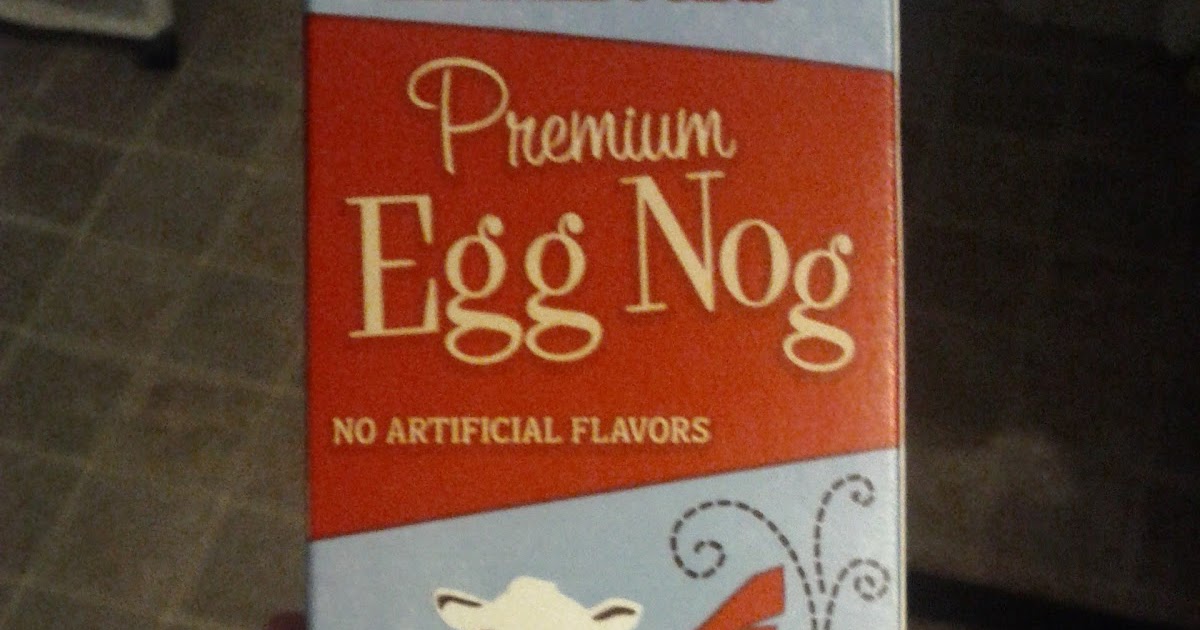 Premium
Egg Nog
NO ARTIFICIAL FLAVORS